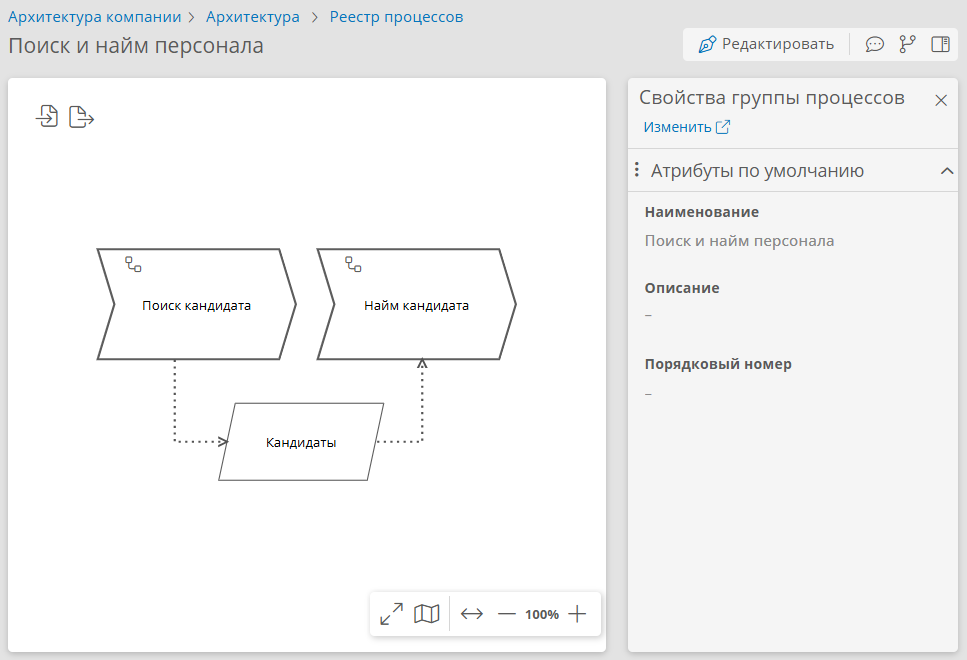 Архитектура компании > Архитектура > Реестр процессов
Поиск и найм персонала
Редактировать
Поиск кандидата
Найм кандидата
Кандидаты
100%
Свойства группы процессов
Изменить
Атрибуты по умолчанию
Наименование
Поиск и найм персонала
Описание
–
Порядковый номер
–